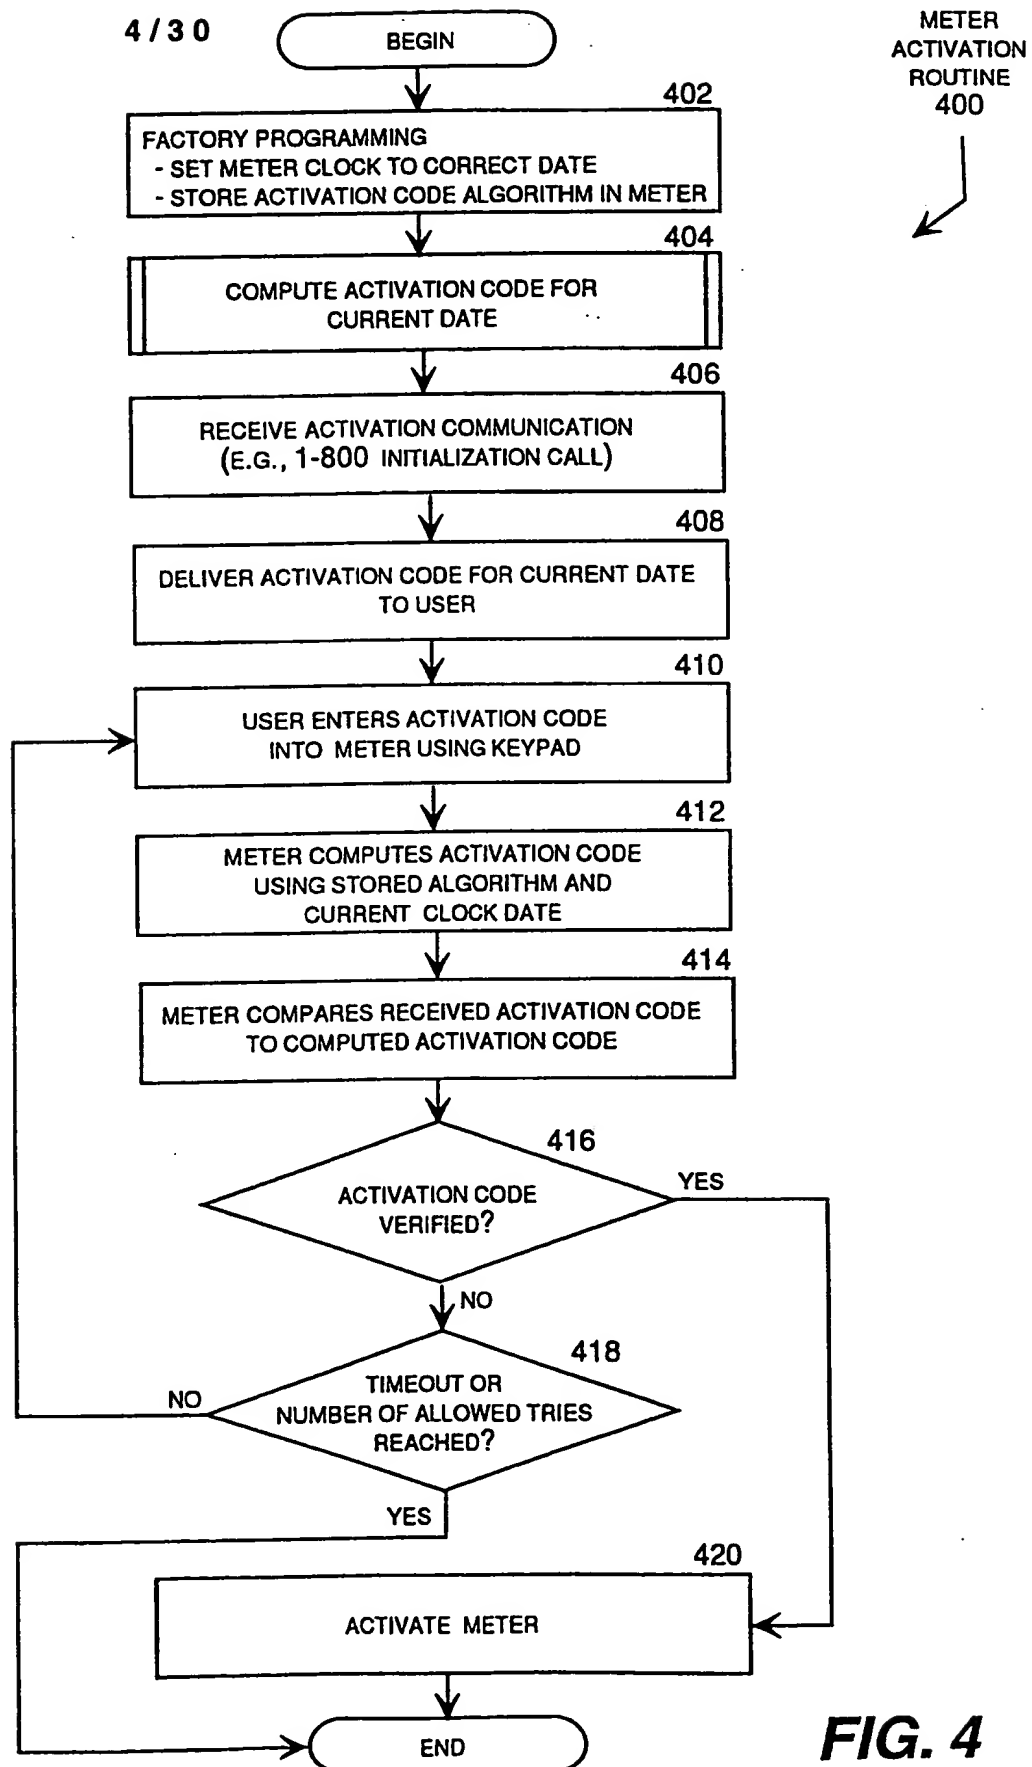 4/30
BEGIN
METER
ACTIVATION
ROUTINE
400
402
FACTORY PROGRAMMING
- SET METER CLOCK TO CORRECT DATE
- STORE ACTIVATION CODE ALGORITHM IN METER
404
COMPUTE ACTIVATION CODE FOR
CURRENT DATE
406
RECEIVE ACTIVATION COMMUNICATION
(E.G., 1-800 INITIALIZATION CALL)
408
DELIVER ACTIVATION CODE FOR CURRENT DATE
TO USER
410
USER ENTERS ACTIVATION CODE
INTO METER USING KEYPAD
412
METER COMPUTES ACTIVATION CODE
USING STORED ALGORITHM AND
CURRENT CLOCK DATE
414
METER COMPARES RECEIVED ACTIVATION CODE
TO COMPUTED ACTIVATION CODE
416
ACTIVATION CODE
VERIFIED?
YES
NO
418
TIMEOUT OR
NUMBER OF ALLOWED TRIES
REACHED?
NO
YES
420
ACTIVATE METER
END
FIG. 4